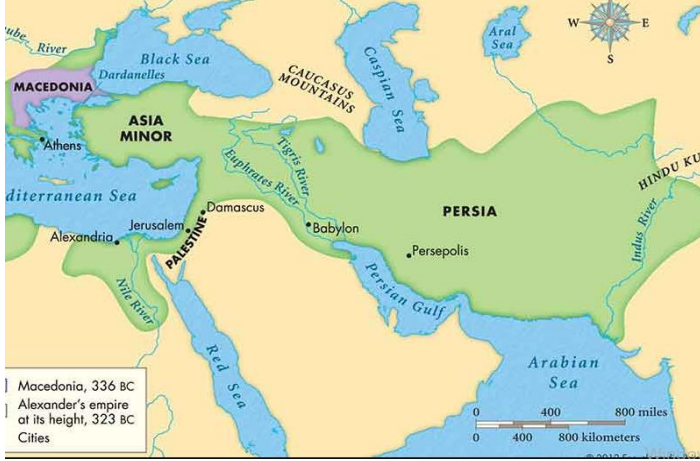 ube
River
Black Sea
Dardanelles
MACEDONIA
CAUCASUS
MOUNTAINS
Caspian Sea
Aral
Sea
W
E
S
ASIA
MINOR
Athens
Tigris River
Euphrates River
HINDU KU
diterranean Sea
Damascus
PERSIA
Jerusalem
PALESTINE
Babylon
Indus River
Alexandria
Persepolis
Nile River
Persian Gulf
Red Sea
Arabian
Sea
Macedonia, 336 BC
Alexander's empire
at its height, 323 BC
Cities
0 400 800 miles
0 400 800 kilometers